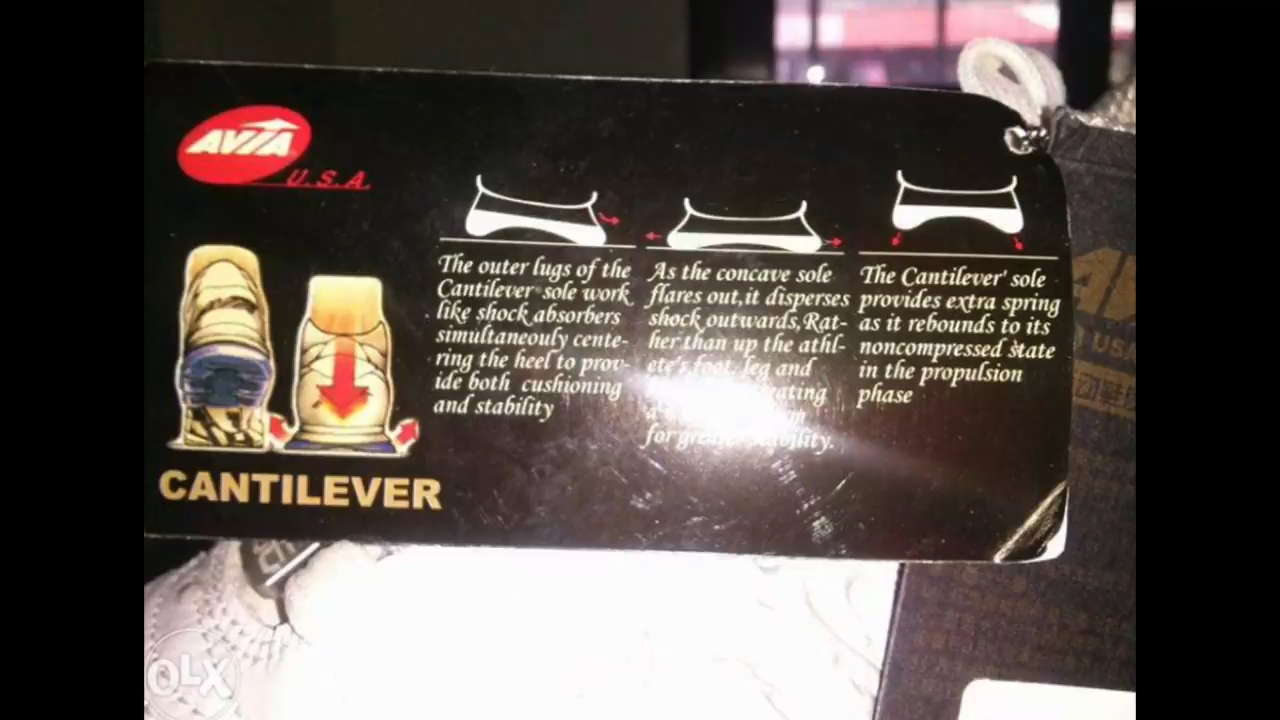 AVIA
U.S.A.
The outer lugs of the
Cantilever sole work
like shock absorbers
simultaneouly cente-
ring the heel to prov-
ide both cushioning
and stability
As the concave sole
flares out, it disperses
shock outwards, Rat-
her than up the athl-
ete's foot, leg and
for greater stability.
The Cantilever' sole
provides extra spring
as it rebounds to its
noncompressed state
in the propulsion
phase
CANTILEVER
USA
OLX